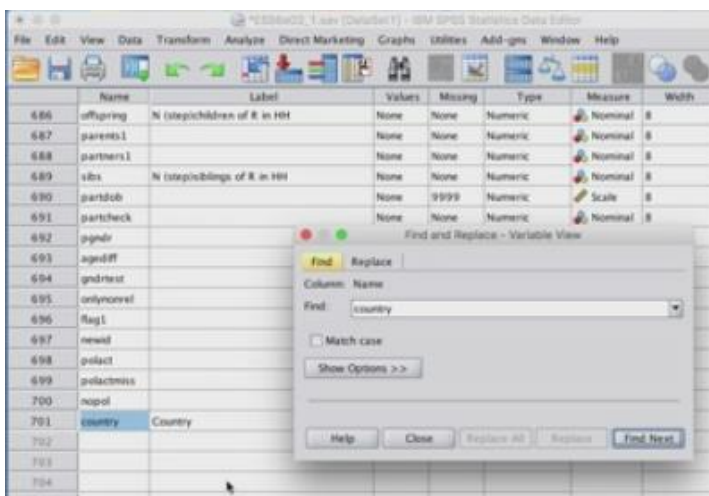 *ESS6e02_1.sav [DataSet1] - IBM SPSS Statistics Data Editor
File Edit View Data Transform Analyze Direct Marketing Graphs Utilities Add-ons Window Help
Name Label Values Missing Type Measure Width
686 offspring N (stepichildren of R in HH None None Numeric Nominal 8
687 parents1 None None Numeric Nominal 8
688 partners1 None None Numeric Nominal 8
689 sibs N (stepisiblings of R in HH None None Numeric Nominal 8
690 partdob None 9999 Numeric Scale 8
691 partcheck None None Numeric Nominal 8
692 pgndr
693 agediff
694 gndrtest
695 onlynonrel
696 flag1
697 newid
698 polact
699 polactmiss
700 nopol
701 country Country
702
703
704
Find and Replace - Variable View
Find Replace
Column: Name
Find: country
Match case
Show Options >>
Help Close Replace All Replace Find Next